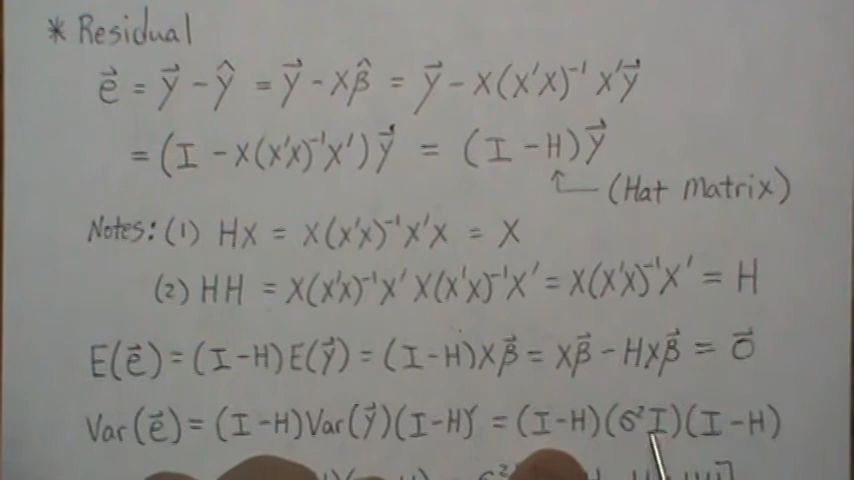 * Residual
e⃗ = y⃗ - ŷ = y⃗ - Xβ̂ = y⃗ - X(X'X)⁻¹X'y⃗
= (I - X(X'X)⁻¹X')y⃗ = (I - H)y⃗
(Hat matrix)
Notes: (1) HX = X(X'X)⁻¹X'X = X
(2) HH = X(X'X)⁻¹X'X(X'X)⁻¹X' = X(X'X)⁻¹X' = H
E(e⃗) = (I-H)E(y⃗) = (I-H)Xβ⃗ = Xβ⃗ - HXβ⃗ = 0⃗
Var(e⃗) = (I-H)Var(y⃗)(I-H)' = (I-H)(σ²I)(I-H)